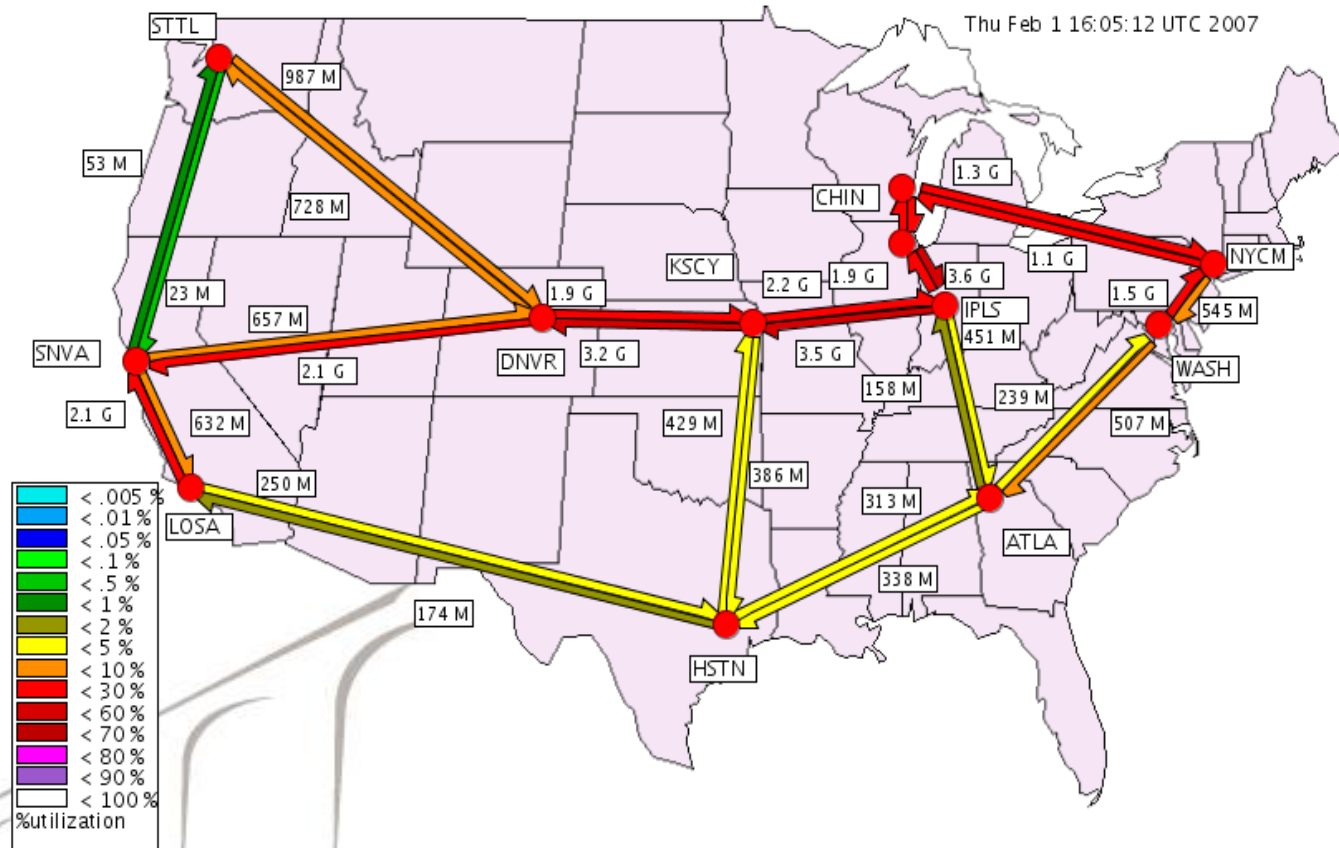 STTL
Thu Feb 1 16:05:12 UTC 2007
987 M
53 M
1.3 G
CHIN
728 M
KSCY
NYCM
1.1 G
2.2 G
1.9 G
3.6 G
1.9 G
23 M
1.5 G
545 M
IPLS
657 M
451 M
SNVA
DNVR
3.2 G
3.5 G
WASH
2.1 G
158 M
239 M
2.1 G
632 M
429 M
507 M
386 M
250 M
313 M
LOSA
ATLA
338 M
174 M
HSTN
< .005 %
< .01 %
< .05 %
< .1 %
< .5 %
< 1 %
< 2 %
< 5 %
< 10 %
< 30 %
< 60 %
< 70 %
< 80 %
< 90 %
< 100 %
%utilization